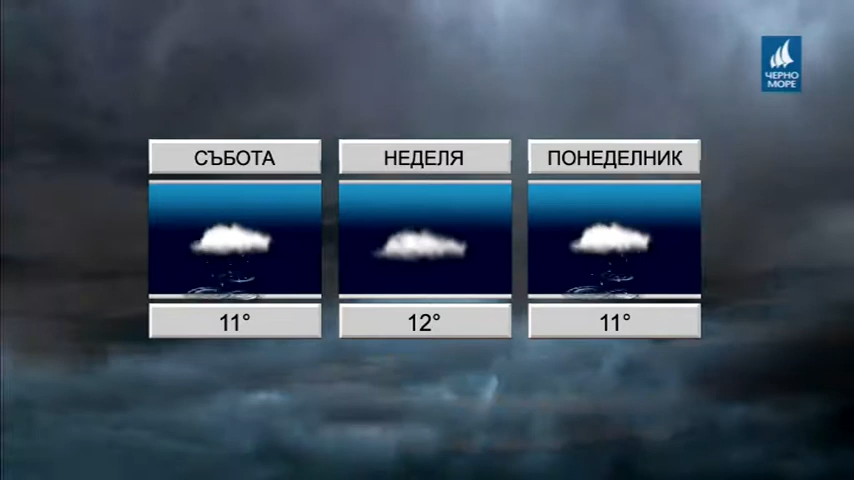 ЧЕРНО
МОРЕ
СЪБОТА
НЕДЕЛЯ
ПОНЕДЕЛНИК
11°
12°
11°